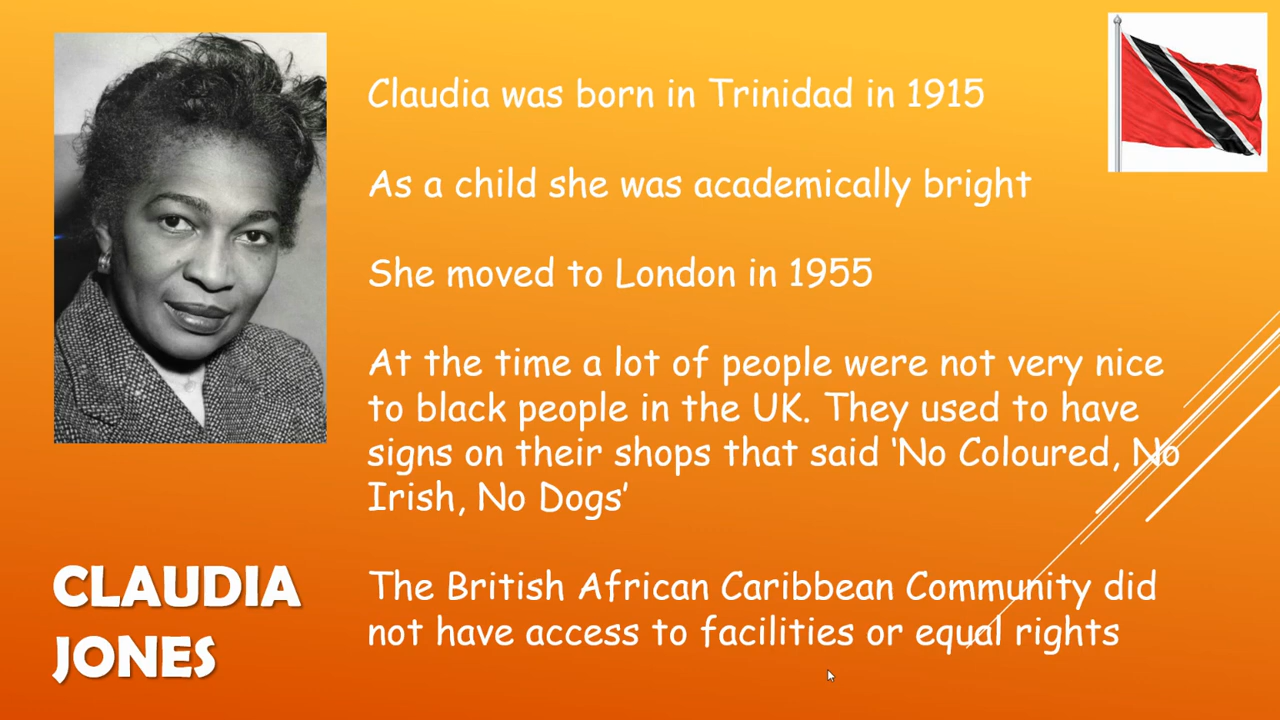 Claudia was born in Trinidad in 1915
As a child she was academically bright
She moved to London in 1955
At the time a lot of people were not very nice
to black people in the UK. They used to have
signs on their shops that said ‘No Coloured, No
Irish, No Dogs’
The British African Caribbean Community did
not have access to facilities or equal rights
CLAUDIA
JONES